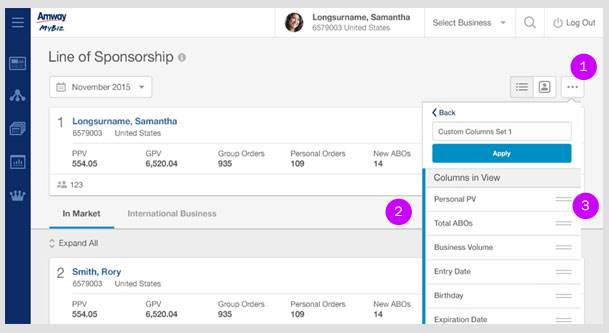 Amway
MyBiz
Longsurname, Samantha
6579003 United States
Select Business
Log Out
Line of Sponsorship
1
November 2015
Back
Custom Columns Set 1
Apply
Columns in View
Personal PV
3
Total ABOs
Business Volume
Entry Date
Birthday
Expiration Date
1 Longsurname, Samantha
6579003 United States
PPV GPV Group Orders Personal Orders New ABOs
554.05 6,520.04 935 109 14
123
In Market International Business
2
Expand All
2 Smith, Rory
6579003 United States
PPV GPV Group Orders Personal Orders New ABOs
554.05 6,520.04 935 109 14